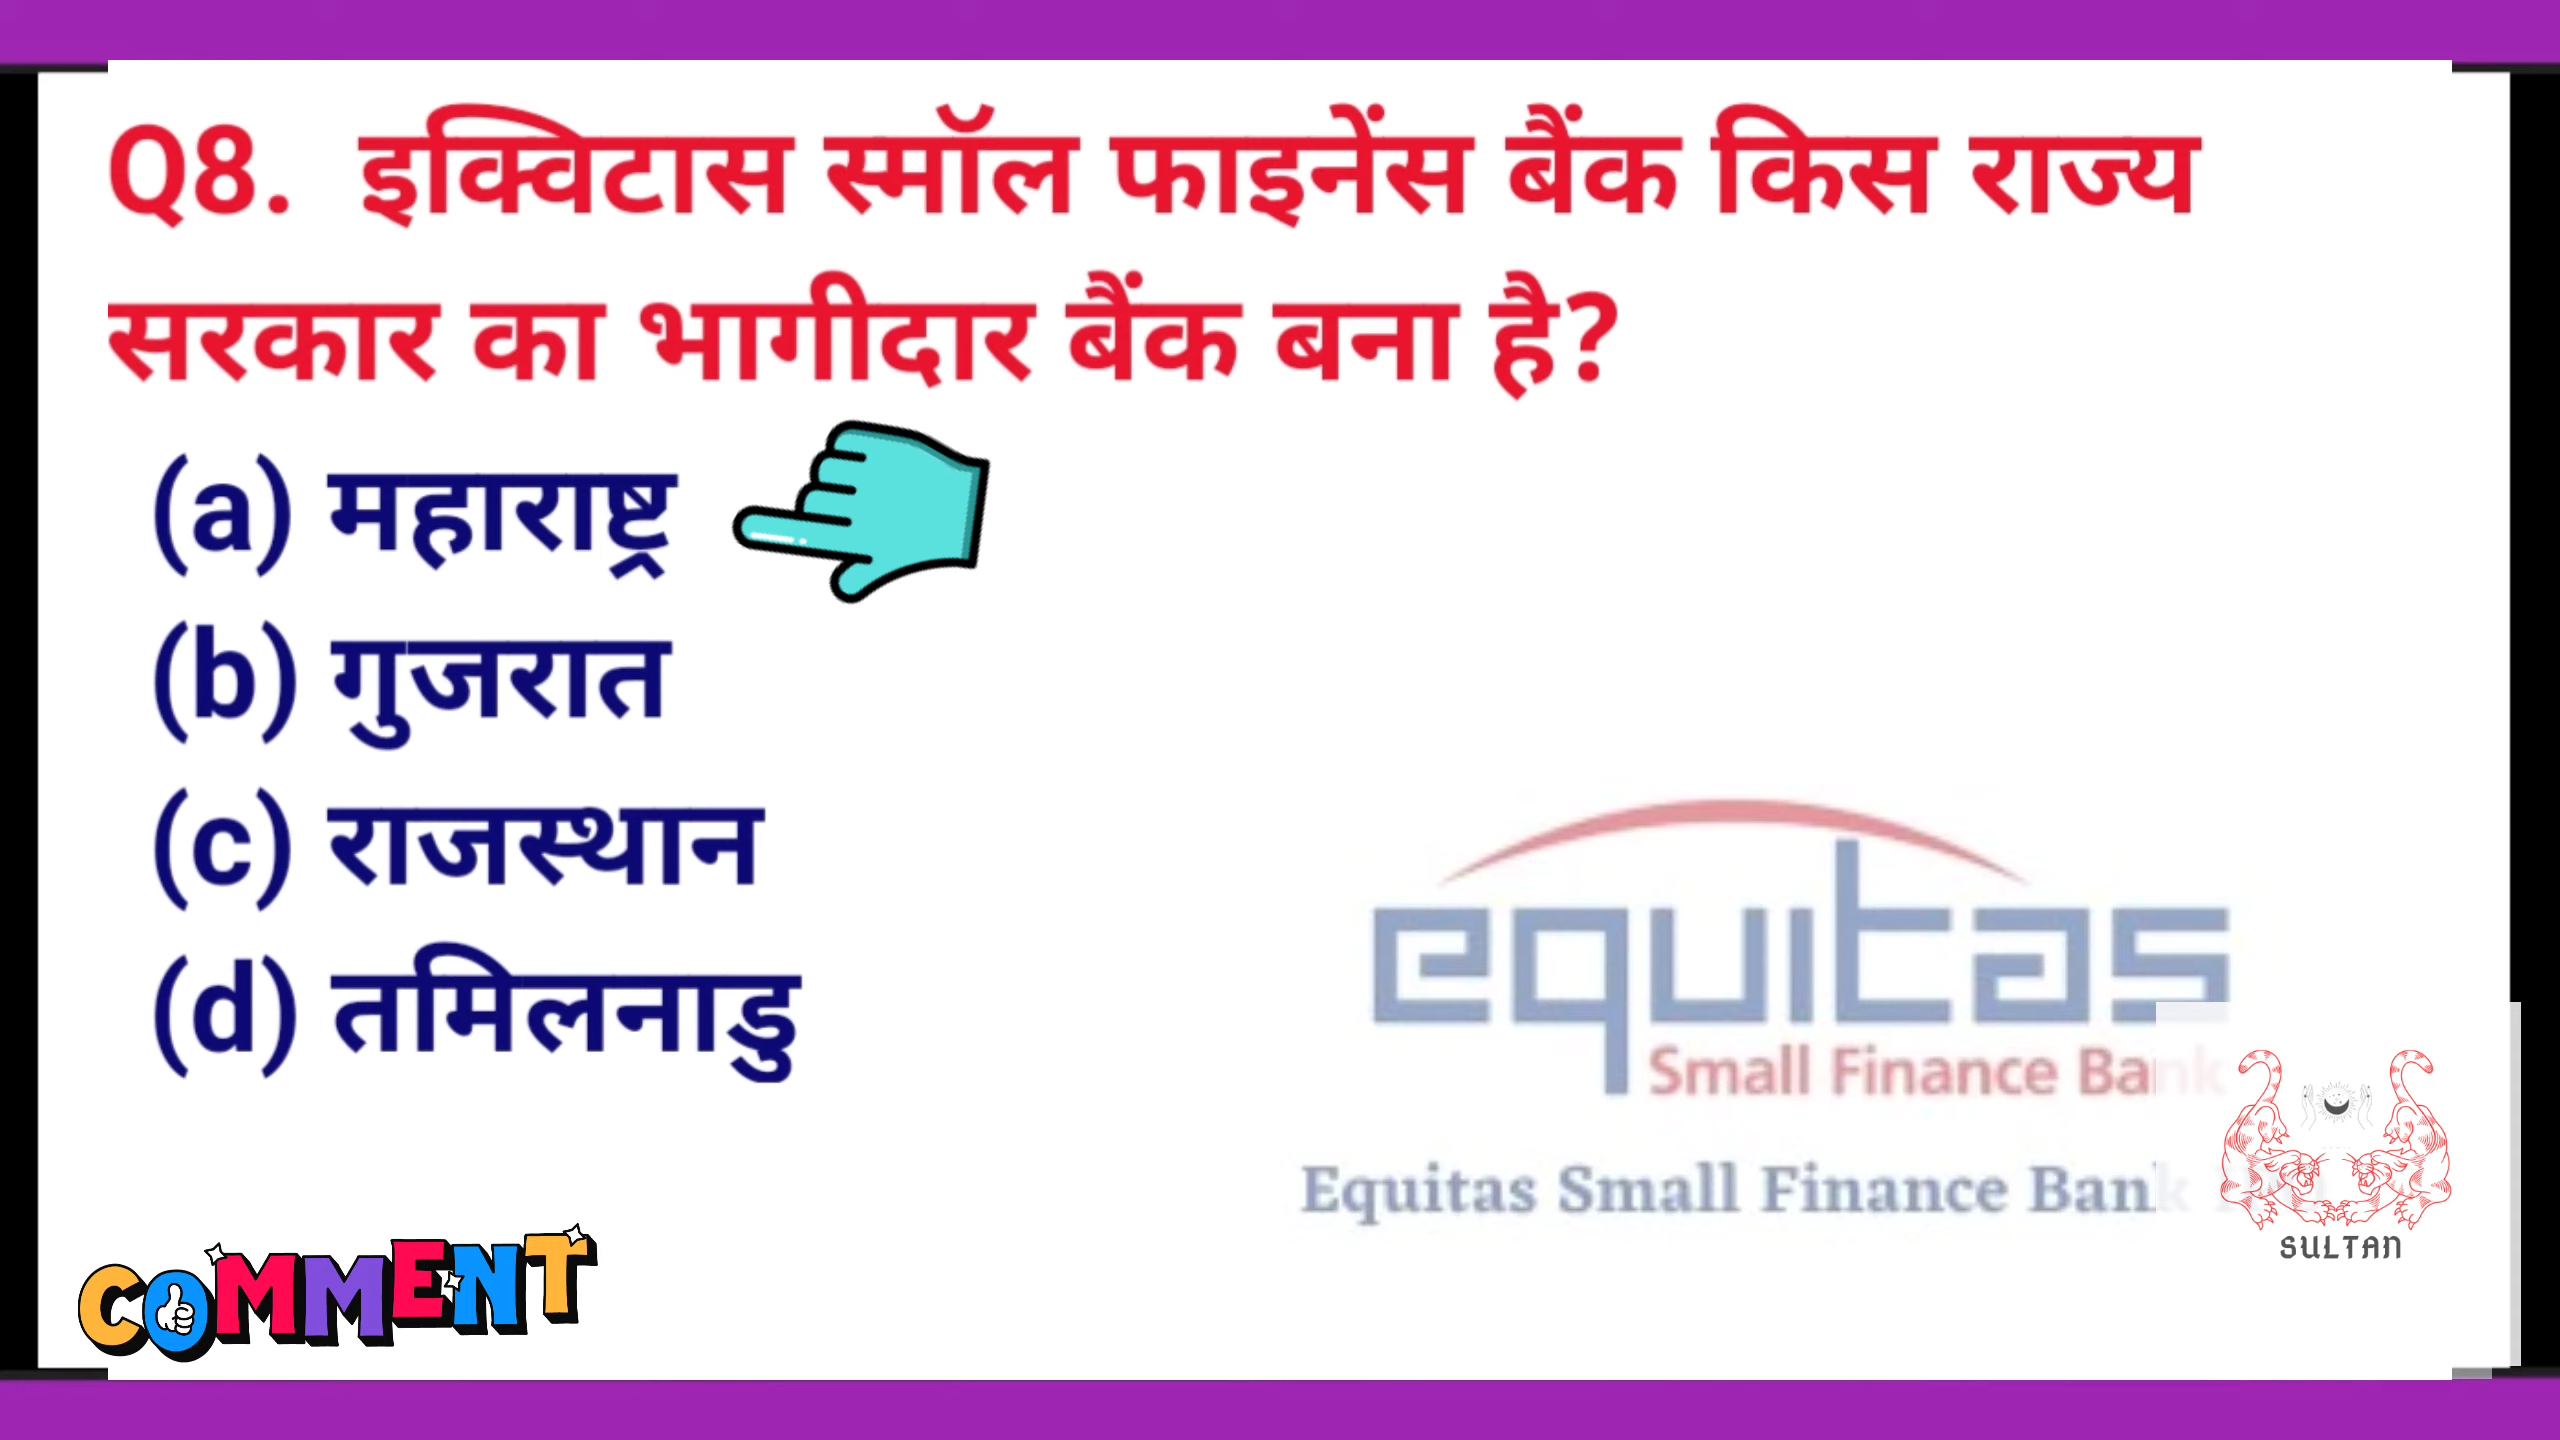 Q8. इक्विटास स्मॉल फाइनेंस बैंक किस राज्य
सरकार का भागीदार बैंक बना है?
(a) महाराष्ट्र
(b) गुजरात
(c) राजस्थान
(d) तमिलनाडु
equitas
Small Finance Bank
Equitas Small Finance Bank
SULTAN
COMMENT